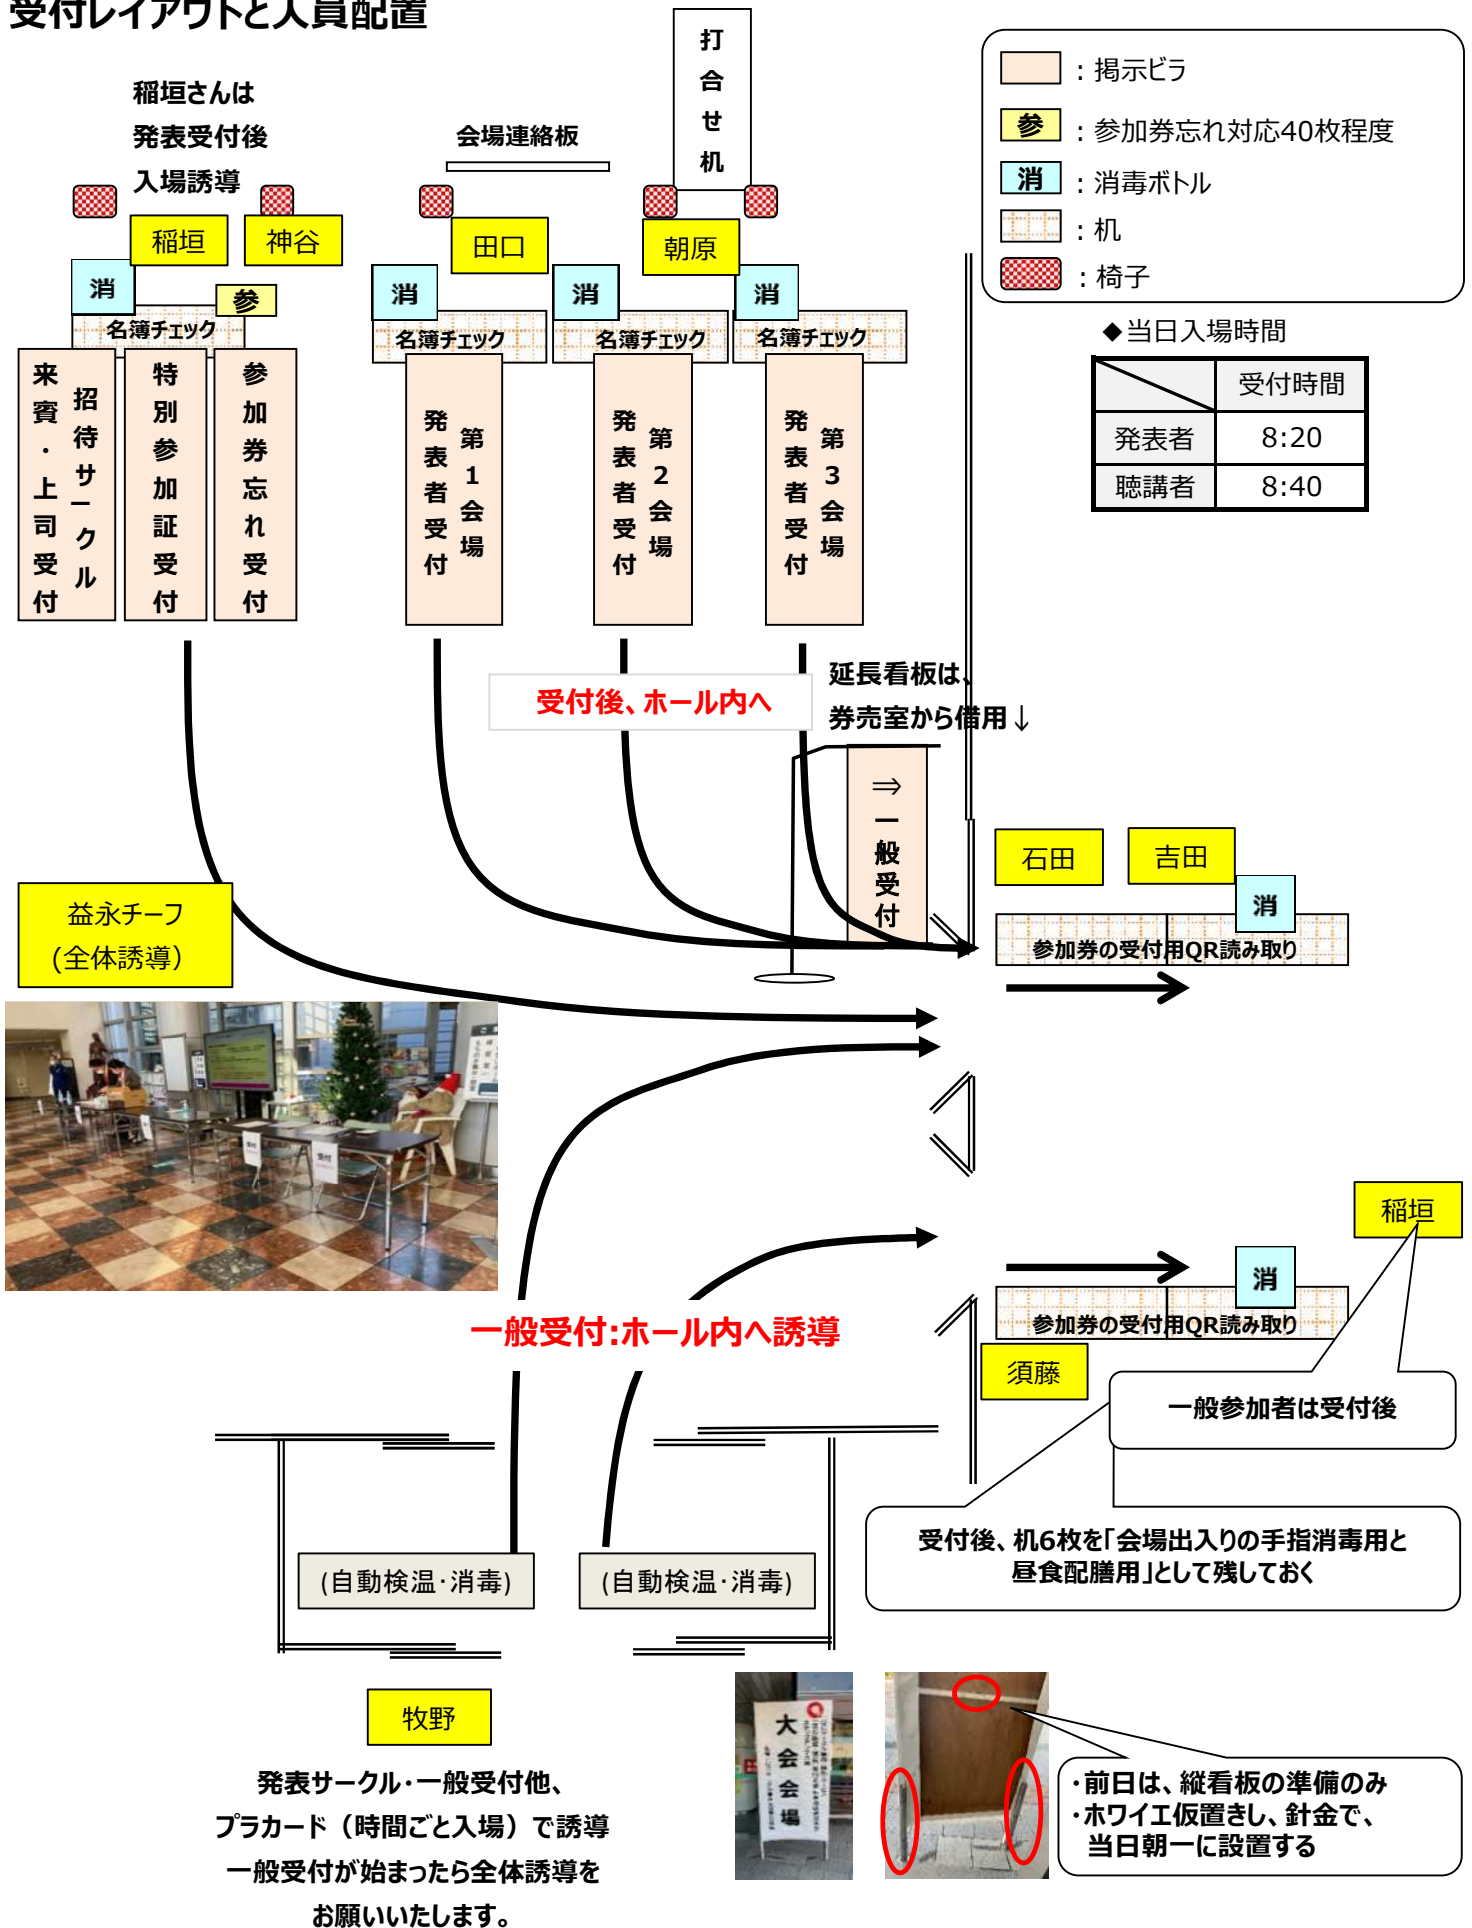 受付レイアウトと人員配置
打合せ机
：掲示ビラ
参：参加券忘れ対応40枚程度
消：消毒ボトル
：机
：椅子
稲垣さんは
発表受付後
入場誘導
会場連絡板
稲垣
神谷
田口
朝原
消
参
消
消
消
名簿チェック
名簿チェック
名簿チェック
名簿チェック
招待サークル
来賓・上司受付
特別参加証受付
参加券忘れ受付
第1会場
発表者受付
第2会場
発表者受付
第3会場
発表者受付
◆当日入場時間
受付時間
発表者 8:20
聴講者 8:40
受付後、ホール内へ
延長看板は、
券売室から借用↓
⇒一般受付
石田
吉田
消
参加券の受付用QR読み取り
益永チーフ
(全体誘導）
受付
受付
稲垣
消
参加券の受付用QR読み取り
須藤
一般受付:ホール内へ誘導
一般参加者は受付後
受付後、机6枚を「会場出入りの手指消毒用と
昼食配膳用」として残しておく
(自動検温･消毒)
(自動検温･消毒)
牧野
発表サークル・一般受付他、
プラカード（時間ごと入場）で誘導
一般受付が始まったら全体誘導を
お願いいたします。
大会会場
・前日は、縦看板の準備のみ
・ホワイエ仮置きし、針金で、
当日朝一に設置する